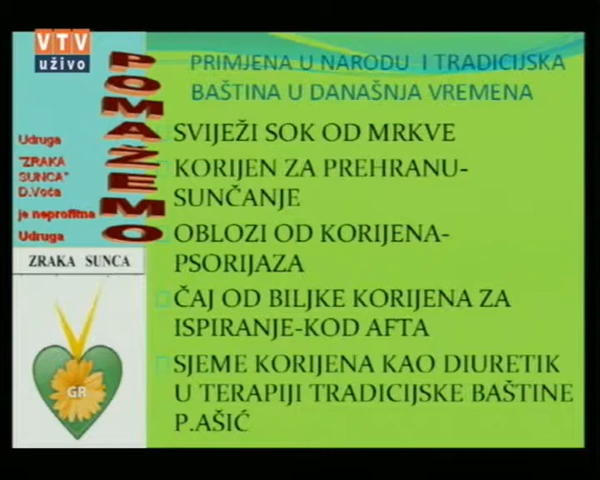 VTV
uživo
POMAŽEMO
Udruga
"ZRAKA
SUNCA"
D.Voća
je neprofitna
Udruga
ZRAKA SUNCA
GR
PRIMJENA U NARODU I TRADICIJSKA
BAŠTINA U DANAŠNJA VREMENA
SVIJEŽI SOK OD MRKVE
KORIJEN ZA PREHRANU-
SUNČANJE
OBLOZI OD KORIJENA-
PSORIJAZA
ČAJ OD BILJKE KORIJENA ZA
ISPIRANJE-KOD AFTA
SJEME KORIJENA KAO DIURETIK
U TERAPIJI TRADICIJSKE BAŠTINE
P.AŠIĆ